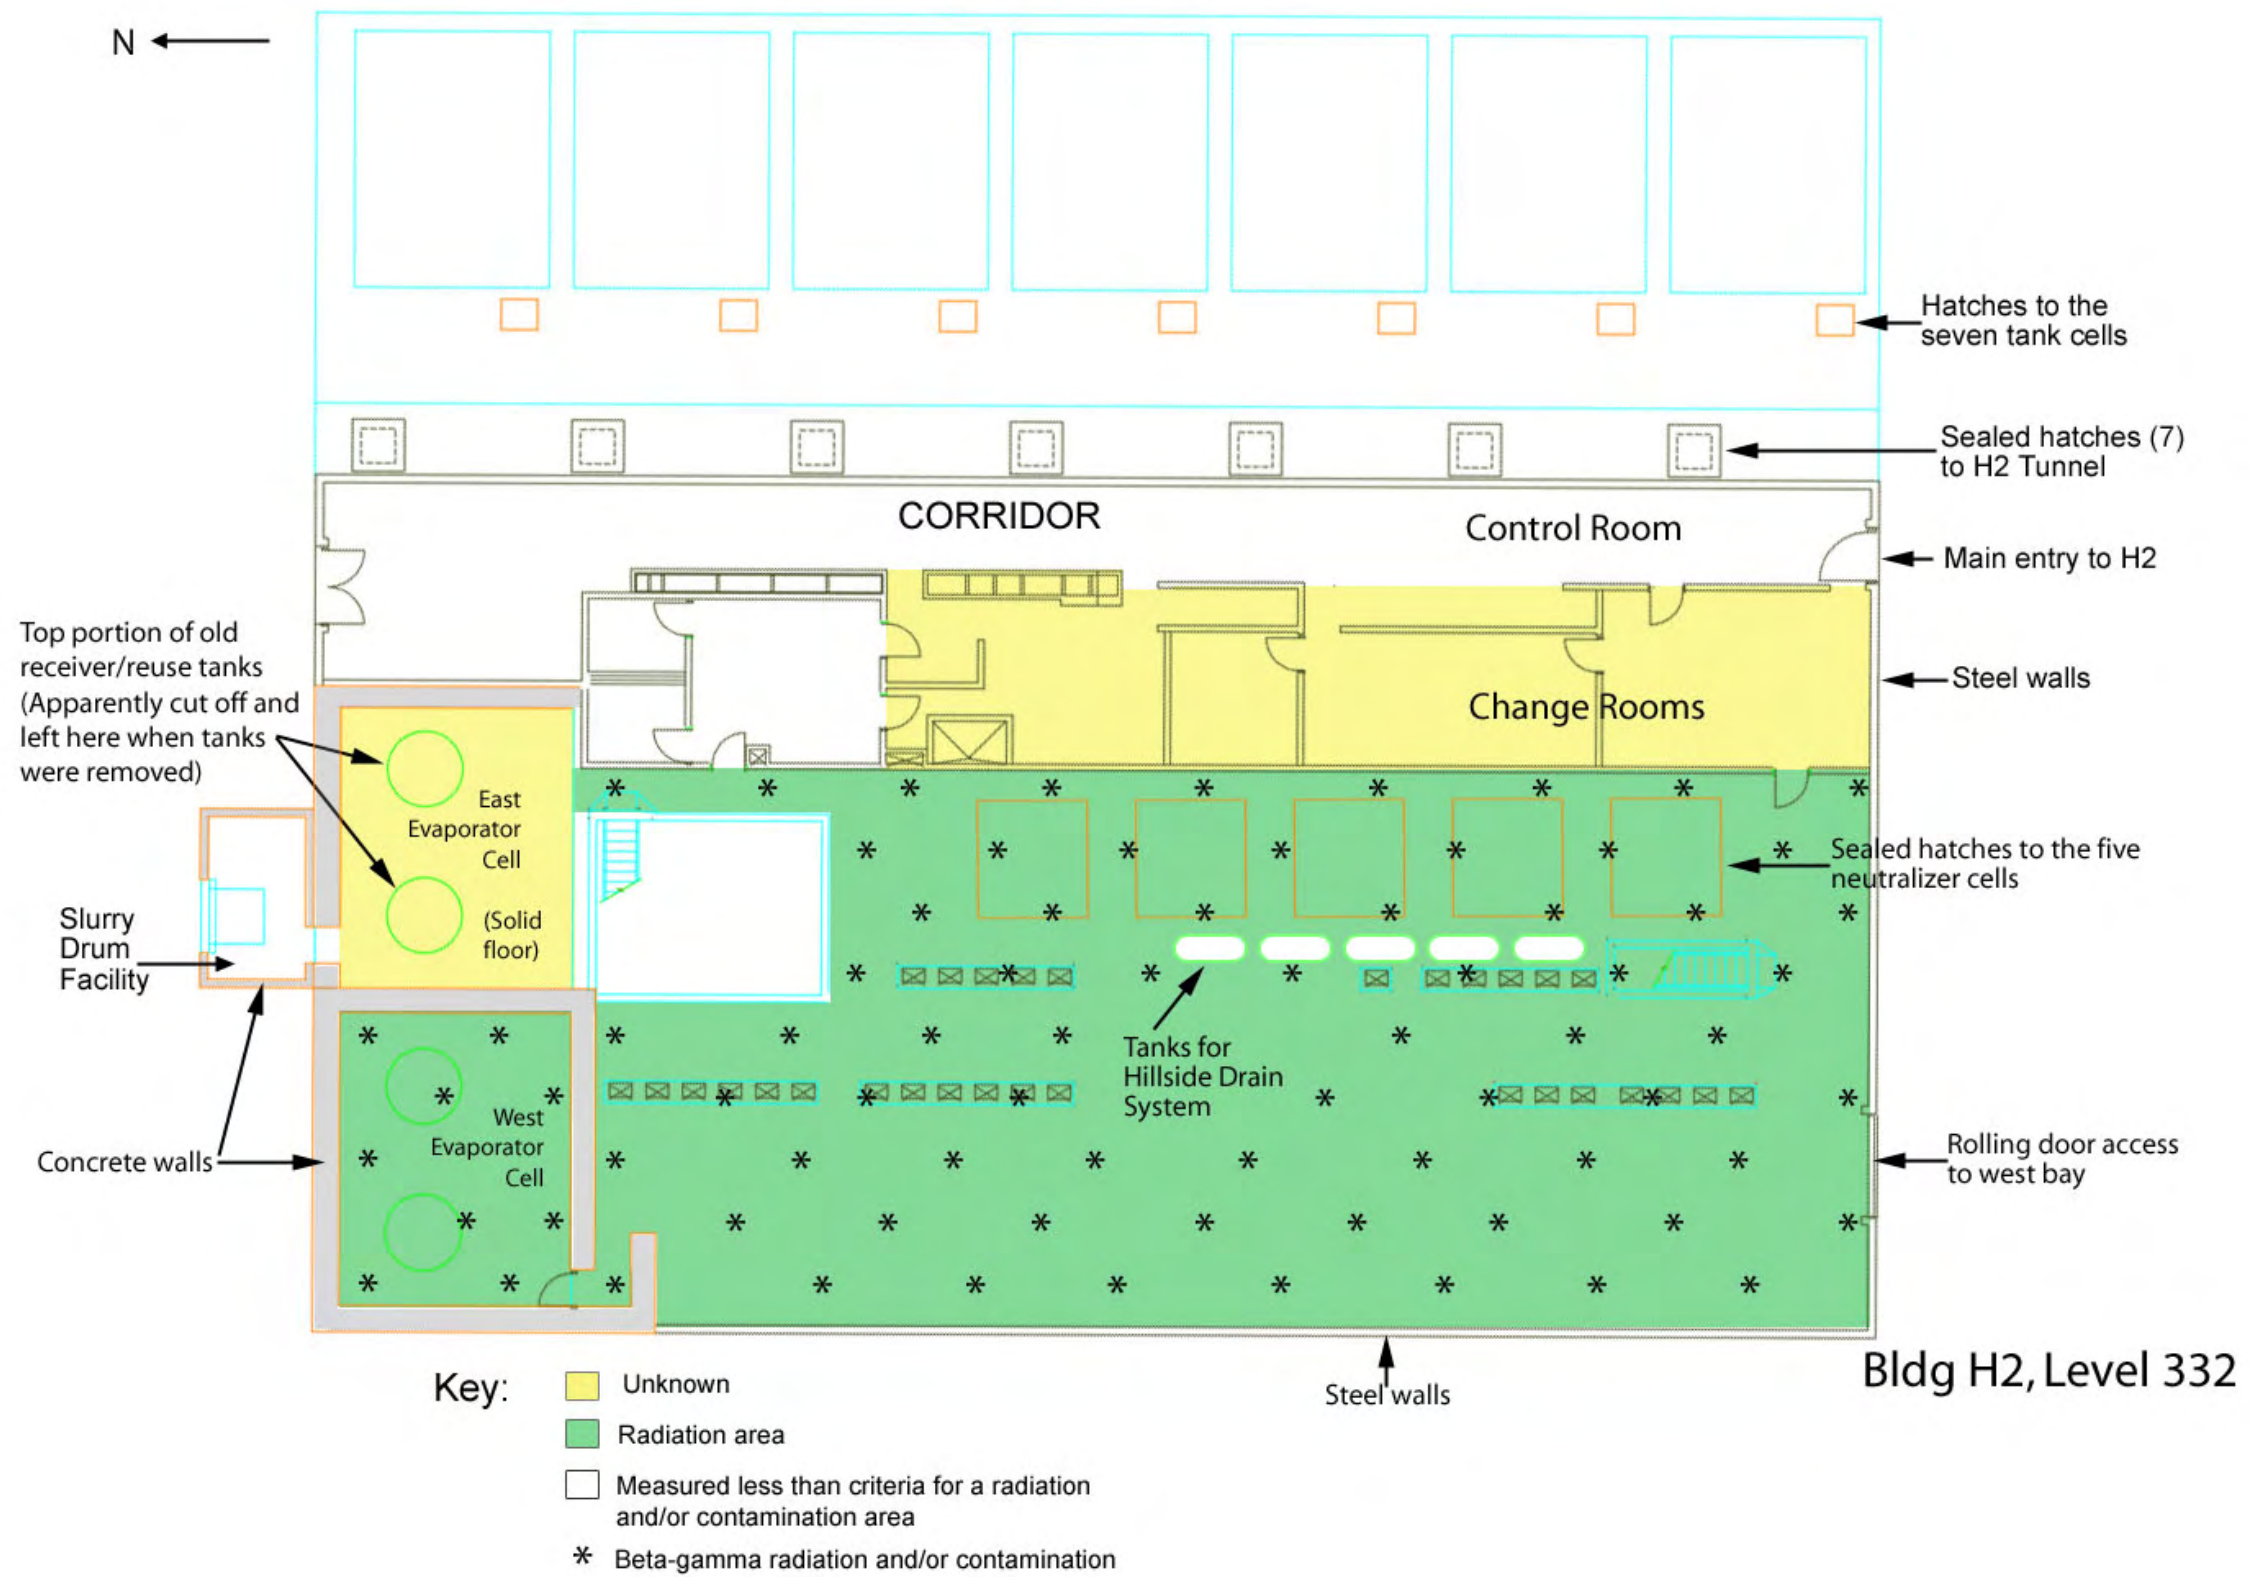 N
Hatches to the
seven tank cells
Sealed hatches (7)
to H2 Tunnel
CORRIDOR
Control Room
Main entry to H2
Top portion of old
receiver/reuse tanks
(Apparently cut off and
left here when tanks
were removed)
Steel walls
Change Rooms
East
Evaporator
Cell
(Solid
floor)
Sealed hatches to the five
neutralizer cells
Slurry
Drum
Facility
Tanks for
Hillside Drain
System
West
Evaporator
Cell
Concrete walls
Rolling door access
to west bay
Steel walls
Bldg H2, Level 332
Key:
Unknown
Radiation area
Measured less than criteria for a radiation
and/or contamination area
* Beta-gamma radiation and/or contamination